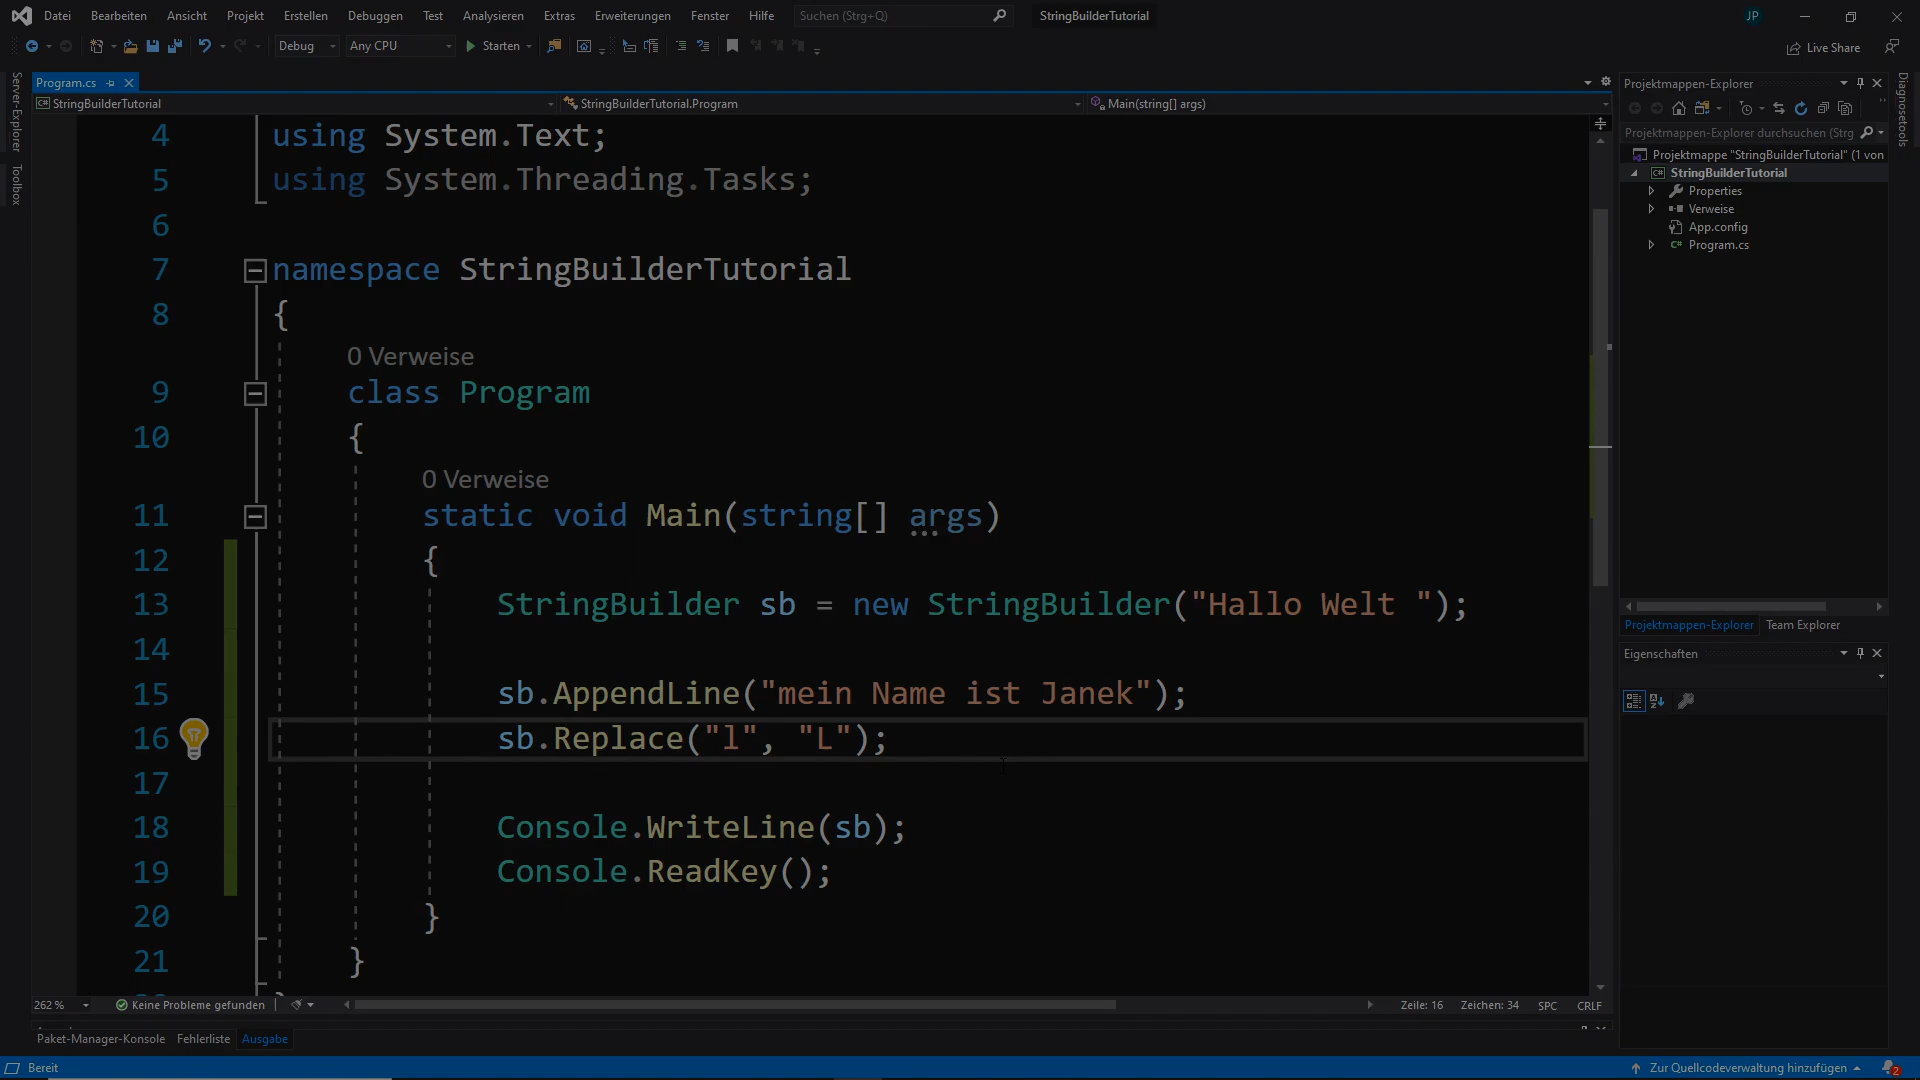 Datei Bearbeiten Ansicht Projekt Erstellen Debuggen Test Analysieren Extras Erweiterungen Fenster Hilfe Suchen (Strg+Q) StringBuilderTutorial JP
Debug Any CPU Starten Live Share
Server-Explorer
Toolbox
Program.cs
StringBuilderTutorial StringBuilderTutorial.Program Main(string[] args)
4 using System.Text;
5 using System.Threading.Tasks;
6
7 namespace StringBuilderTutorial
8 {
0 Verweise
9 class Program
10 {
0 Verweise
11 static void Main(string[] args)
12 {
13 StringBuilder sb = new StringBuilder("Hallo Welt ");
14
15 sb.AppendLine("mein Name ist Janek");
16 sb.Replace("l", "L");
17
18 Console.WriteLine(sb);
19 Console.ReadKey();
20 }
21 }
262 % Keine Probleme gefunden Zeile: 16 Zeichen: 34 SPC CRLF
Paket-Manager-Konsole Fehlerliste Ausgabe
Bereit Zur Quellcodeverwaltung hinzufügen 2
Projektmappen-Explorer
Projektmappen-Explorer durchsuchen (Strg
Projektmappe "StringBuilderTutorial" (1 von
StringBuilderTutorial
Properties
Verweise
App.config
Program.cs
Projektmappen-Explorer Team Explorer
Eigenschaften
Diagnosetools